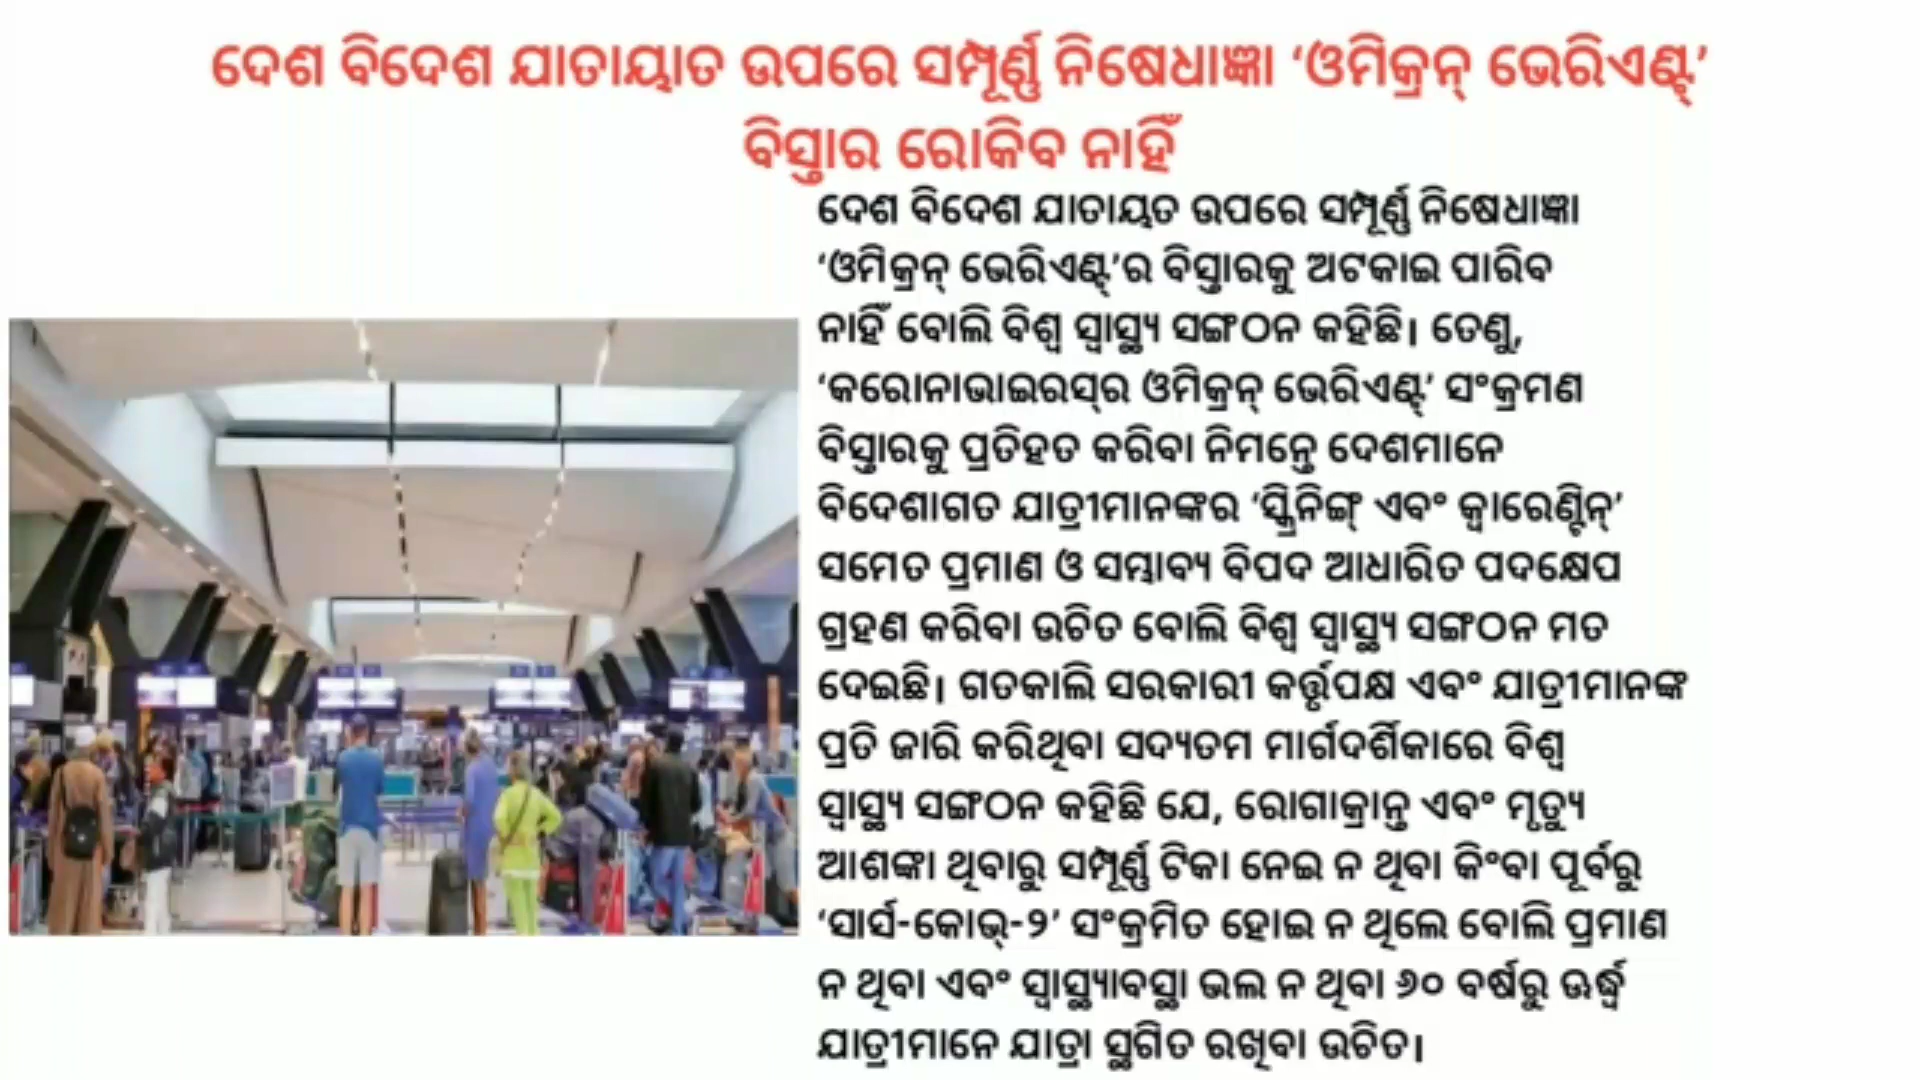 ଦେଶ ବିଦେଶ ଯାତାୟାତ ଉପରେ ସମ୍ପୂର୍ଣ୍ଣ ନିଷେଧାଜ୍ଞା ‘ଓମିକ୍ରନ୍ ଭେରିଏଣ୍ଟ୍’
ବିସ୍ତାର ରୋକିବ ନାହିଁ
ଦେଶ ବିଦେଶ ଯାତାୟତ ଉପରେ ସମ୍ପୂର୍ଣ୍ଣ ନିଷେଧାଜ୍ଞା
‘ଓମିକ୍ରନ୍ ଭେରିଏଣ୍ଟ୍’ର ବିସ୍ତାରକୁ ଅଟକାଇ ପାରିବ
ନାହିଁ ବୋଲି ବିଶ୍ୱ ସ୍ୱାସ୍ଥ୍ୟ ସଙ୍ଗଠନ କହିଛି। ତେଣୁ,
‘କରୋନାଭାଇରସ୍‌ର ଓମିକ୍ରନ୍ ଭେରିଏଣ୍ଟ୍’ ସଂକ୍ରମଣ
ବିସ୍ତାରକୁ ପ୍ରତିହତ କରିବା ନିମନ୍ତେ ଦେଶମାନେ
ବିଦେଶାଗତ ଯାତ୍ରୀମାନଙ୍କର ‘ସ୍କ୍ରିନିଙ୍ଗ୍ ଏବଂ କ୍ୱାରେଣ୍ଟିନ୍’
ସମେତ ପ୍ରମାଣ ଓ ସମ୍ଭାବ୍ୟ ବିପଦ ଆଧାରିତ ପଦକ୍ଷେପ
ଗ୍ରହଣ କରିବା ଉଚିତ ବୋଲି ବିଶ୍ୱ ସ୍ୱାସ୍ଥ୍ୟ ସଙ୍ଗଠନ ମତ
ଦେଇଛି। ଗତକାଲି ସରକାରୀ କର୍ତ୍ତୃପକ୍ଷ ଏବଂ ଯାତ୍ରୀମାନଙ୍କ
ପ୍ରତି ଜାରି କରିଥିବା ସଦ୍ୟତମ ମାର୍ଗଦର୍ଶିକାରେ ବିଶ୍ୱ
ସ୍ୱାସ୍ଥ୍ୟ ସଙ୍ଗଠନ କହିଛି ଯେ, ରୋଗାକ୍ରାନ୍ତ ଏବଂ ମୃତ୍ୟୁ
ଆଶଙ୍କା ଥିବାରୁ ସମ୍ପୂର୍ଣ୍ଣ ଟିକା ନେଇ ନ ଥିବା କିଂବା ପୂର୍ବରୁ
‘ସାର୍ସ-କୋଭ୍-୨’ ସଂକ୍ରମିତ ହୋଇ ନ ଥିଲେ ବୋଲି ପ୍ରମାଣ
ନ ଥିବା ଏବଂ ସ୍ୱାସ୍ଥ୍ୟାବସ୍ଥା ଭଲ ନ ଥିବା ୬୦ ବର୍ଷରୁ ଊର୍ଦ୍ଧ୍ୱ
ଯାତ୍ରୀମାନେ ଯାତ୍ରା ସ୍ଥଗିତ ରଖିବା ଉଚିତ।